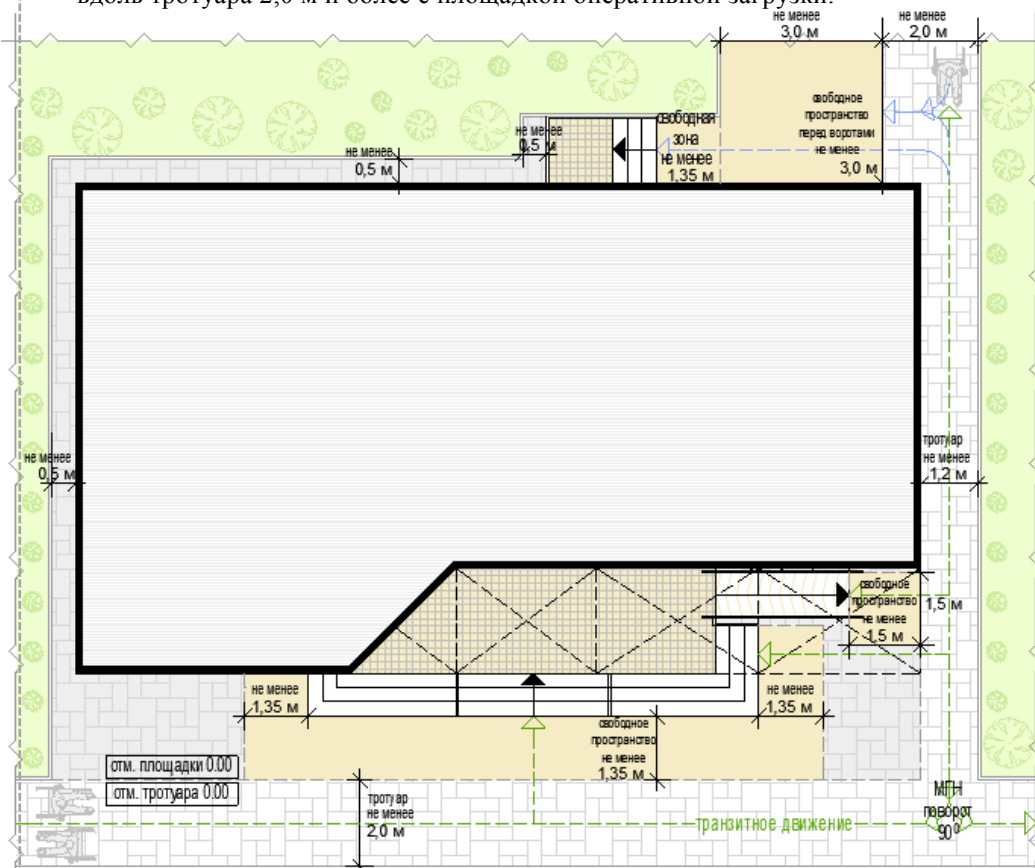 вдоль тротуара 2,0 м и более с площадкой оперативной загрузки.
не менее
3,0 м
не менее
2,0 м
свободное
пространство
перед воротами
не менее
3,0 м
свободная
зона
не менее
1,35 м
не менее
0,5 м
не менее
0,5 м
не менее
0,5 м
тротуар
не менее
1,2 м
свободное
пространство
не менее
1,5 м
1,5 м
не менее
1,35 м
не менее
1,35 м
свободное
пространство
не менее
1,35 м
отм. площадки 0.00
отм. тротуара 0.00
тротуар
не менее
2,0 м
транзитное движение
МГН
поворот
90⁰